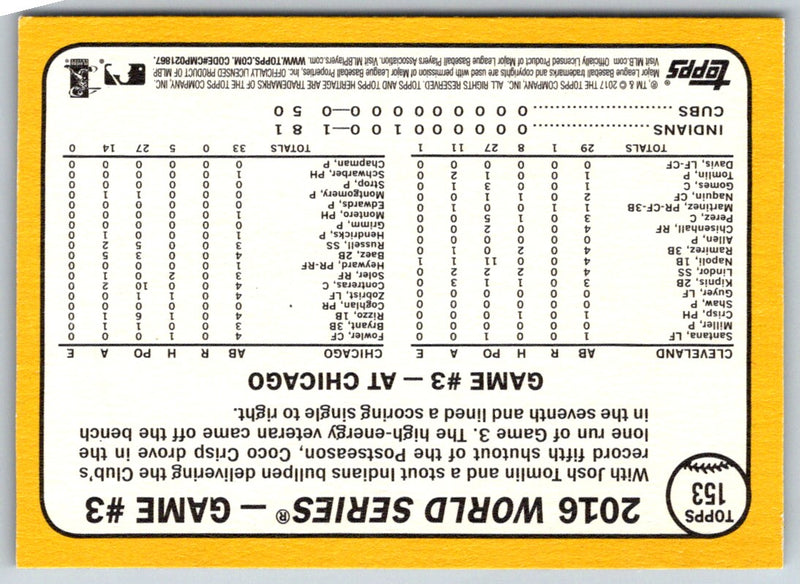 TOPPS
153
2016 WORLD SERIES® — GAME #3
With Josh Tomlin and a stout Indians bullpen delivering the Club's
record fifth shutout of the Postseason, Coco Crisp drove in the
lone run of Game 3. The high-energy veteran came off the bench
in the seventh and lined a scoring single to right.
GAME #3 — AT CHICAGO
CLEVELAND AB R H PO A E
Santana, LF 2 0 0 1 0 0
Miller, P 0 0 0 0 0 0
Crisp, PH 1 0 1 0 0 0
Shaw, P 0 0 0 0 0 0
Guyer, LF 0 0 0 0 0 0
Kipnis, 2B 4 0 1 1 3 0
Lindor, SS 4 0 2 2 2 0
Napoli, 1B 4 0 0 11 1 1
Ramirez, 3B 4 0 2 0 1 0
Allen, P 0 0 0 0 0 0
Chisenhall, RF 4 0 0 2 0 0
Perez, C 3 0 1 5 0 0
Martinez, PR-CF-3B 0 1 0 0 1 0
Naquin, CF 2 0 1 1 0 0
Gomes, C 0 0 0 3 1 0
Tomlin, P 1 0 0 1 2 0
Davis, LF-CF 0 0 0 0 0 0
TOTALS 29 1 8 27 11 1
CHICAGO AB R H PO A E
Fowler, CF 4 0 1 0 0 0
Bryant, 3B 3 0 0 1 1 0
Rizzo, 1B 4 0 1 6 1 0
Coghlan, PR 0 0 0 0 0 0
Zobrist, LF 4 0 1 1 0 0
Contreras, C 4 0 0 10 2 0
Soler, RF 3 0 2 0 1 0
Heyward, PR-RF 1 0 0 0 0 0
Baez, 2B 4 0 0 3 5 0
Russell, SS 3 0 0 5 2 0
Hendricks, P 1 0 0 0 1 0
Grimm, P 0 0 0 0 0 0
Montero, PH 1 0 0 0 0 0
Edwards, P 0 0 0 0 0 0
Montgomery, P 0 0 0 1 1 0
Strop, P 0 0 0 0 0 0
Schwarber, PH 1 0 0 0 0 0
Chapman, P 0 0 0 0 0 0
TOTALS 33 0 5 27 14 0
INDIANS 0 0 0 0 0 0 1 0 0—1 8 1
CUBS 0 0 0 0 0 0 0 0 0—0 5 0
topps
® TM & © 2017 THE TOPPS COMPANY, INC. ALL RIGHTS RESERVED. TOPPS AND TOPPS HERITAGE ARE TRADEMARKS OF THE TOPPS COMPANY, INC.
Major League Baseball trademarks and copyrights are used with permission of Major League Baseball Properties, Inc. OFFICIALLY LICENSED PRODUCT OF MLBP
Visit MLB.com. Officially Licensed Product of Major League Baseball Players Association. Visit MLBPlayers.com. WWW.TOPPS.COM. CODE#CMP021867.